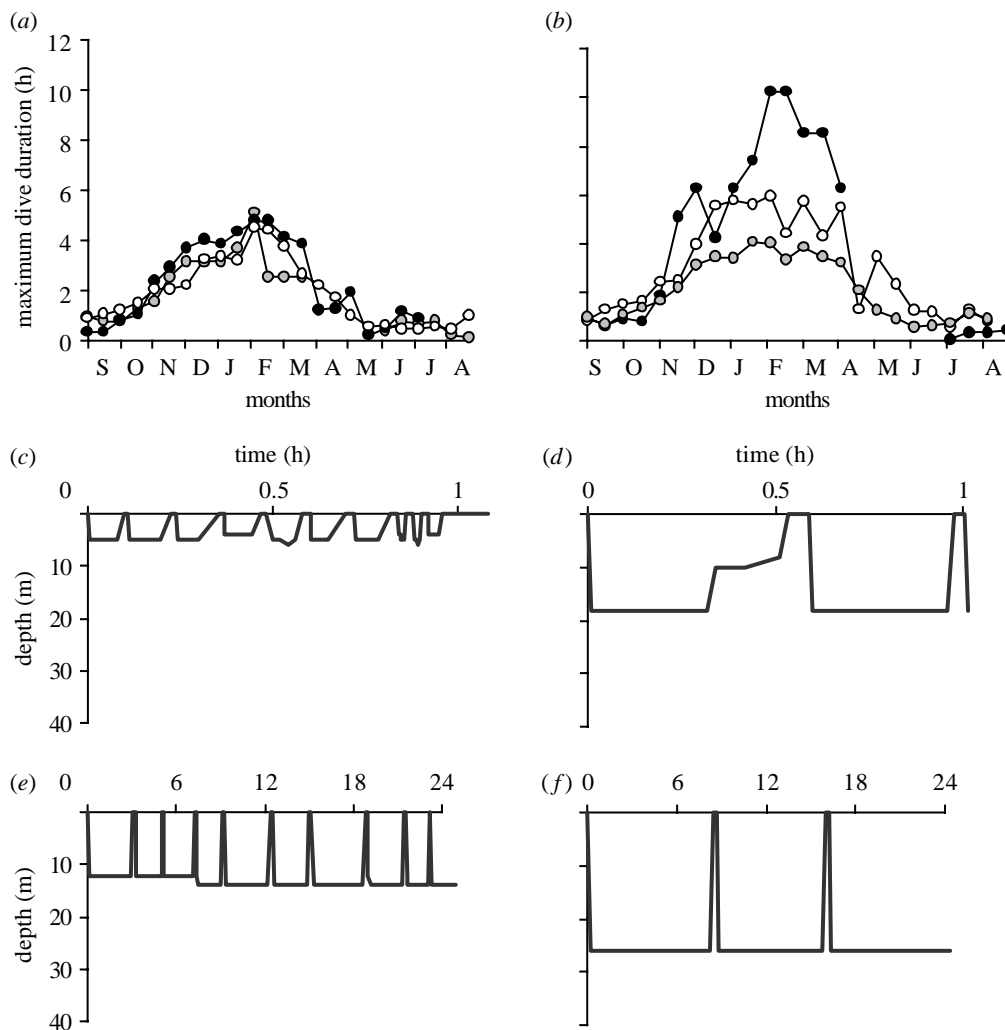 (a)
(b)
maximum dive duration (h)
12
10
8
6
4
2
0
S O N D J F M A M J J A
months
S O N D J F M A M J J A
months
(c)
time (h)
0 0.5 1
depth (m)
10
20
30
40
(d)
time (h)
0 0.5 1
(e)
0 6 12 18 24
depth (m)
10
20
30
40
(f)
0 6 12 18 24